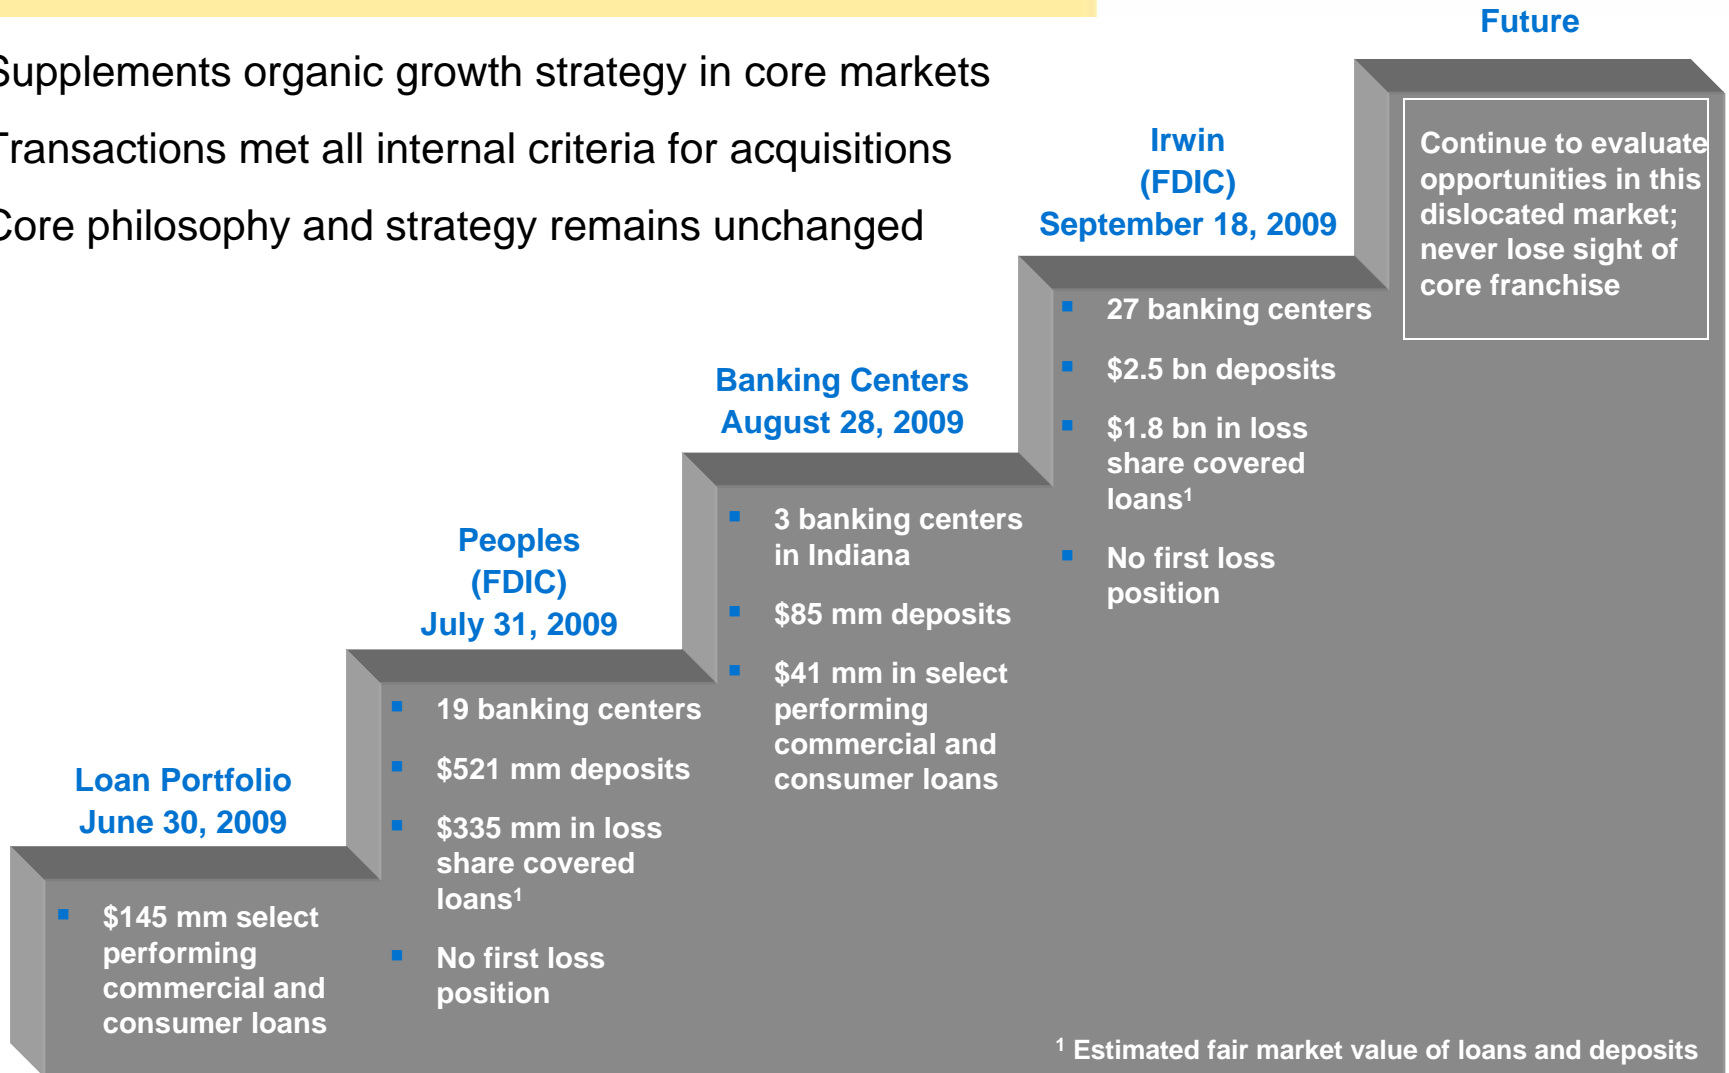 Supplements organic growth strategy in core markets
Transactions met all internal criteria for acquisitions
Core philosophy and strategy remains unchanged
Loan Portfolio
June 30, 2009
$145 mm select
performing
commercial and
consumer loans
Peoples
(FDIC)
July 31, 2009
19 banking centers
$521 mm deposits
$335 mm in loss
share covered
loans¹
No first loss
position
Banking Centers
August 28, 2009
3 banking centers
in Indiana
$85 mm deposits
$41 mm in select
performing
commercial and
consumer loans
Irwin
(FDIC)
September 18, 2009
27 banking centers
$2.5 bn deposits
$1.8 bn in loss
share covered
loans¹
No first loss
position
Future
Continue to evaluate
opportunities in this
dislocated market;
never lose sight of
core franchise
¹ Estimated fair market value of loans and deposits